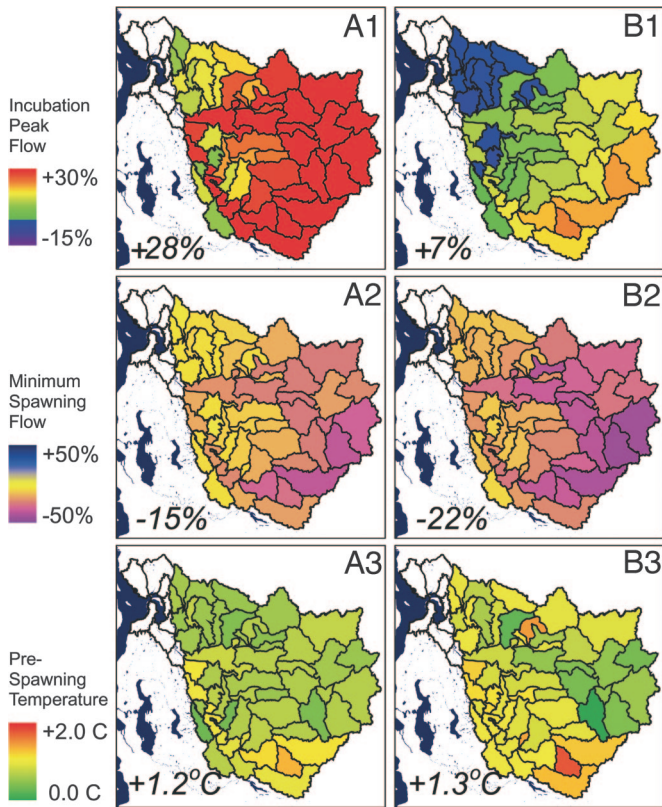 A1
B1
Incubation
Peak
Flow
+30%
-15%
+28%
+7%
A2
B2
Minimum
Spawning
Flow
+50%
-50%
-15%
-22%
A3
B3
Pre-
Spawning
Temperature
+2.0 C
0.0 C
+1.2°C
+1.3°C